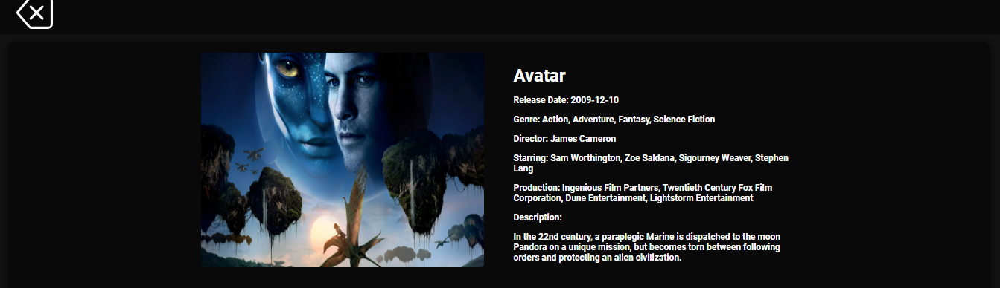 Avatar
Release Date: 2009-12-10
Genre: Action, Adventure, Fantasy, Science Fiction
Director: James Cameron
Starring: Sam Worthington, Zoe Saldana, Sigourney Weaver, Stephen
Lang
Production: Ingenious Film Partners, Twentieth Century Fox Film
Corporation, Dune Entertainment, Lightstorm Entertainment
Description:
In the 22nd century, a paraplegic Marine is dispatched to the moon
Pandora on a unique mission, but becomes torn between following
orders and protecting an alien civilization.